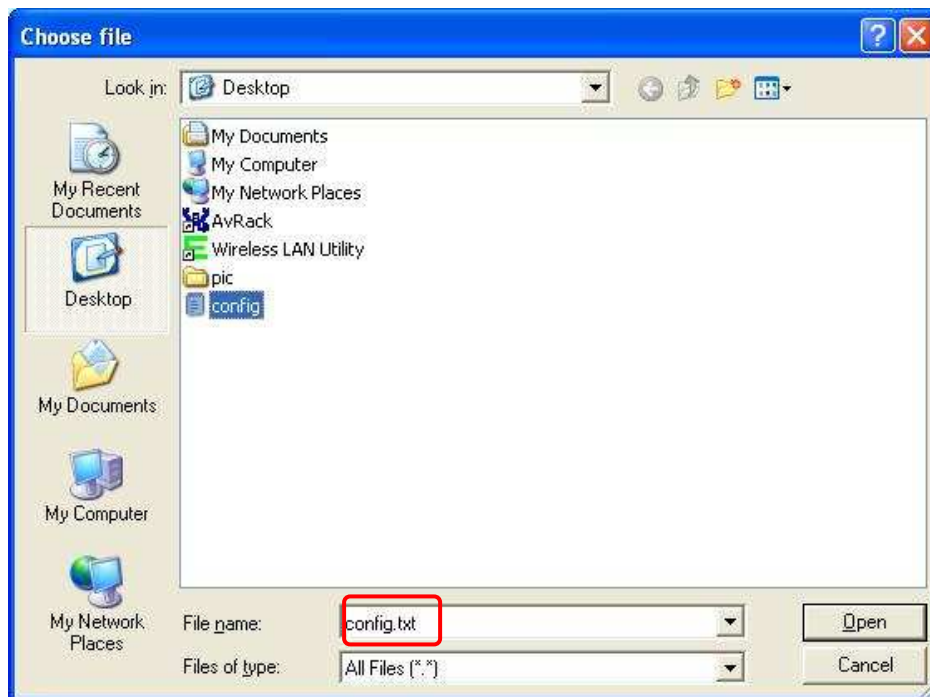 Choose file
Look in:
Desktop
My Recent
Documents
Desktop
My Documents
My Computer
My Network
Places
My Documents
My Computer
My Network Places
AvRack
Wireless LAN Utility
pic
config
File name:
config.txt
Open
Files of type:
All Files (*.*)
Cancel